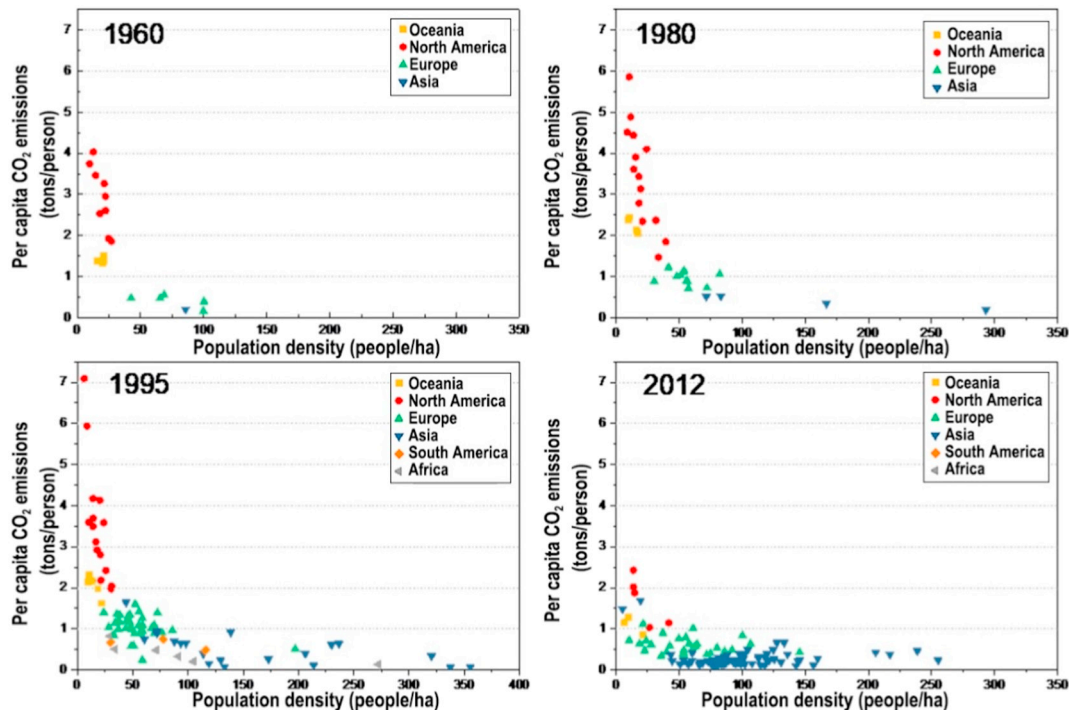 1960
Oceania
North America
Europe
Asia
Per capita CO₂ emissions
(tons/person)
7
6
5
4
3
2
1
0
0 50 100 150 200 250 300 350
Population density (people/ha)
1980
Oceania
North America
Europe
Asia
Per capita CO₂ emissions
(tons/person)
7
6
5
4
3
2
1
0
0 50 100 150 200 250 300 350
Population density (people/ha)
1995
Oceania
North America
Europe
Asia
South America
Africa
Per capita CO₂ emissions
(tons/person)
7
6
5
4
3
2
1
0
0 50 100 150 200 250 300 350 400
Population density (people/ha)
2012
Oceania
North America
Europe
Asia
South America
Africa
Per capita CO₂ emissions
(tons/person)
7
6
5
4
3
2
1
0
0 50 100 150 200 250 300 350
Population density (people/ha)